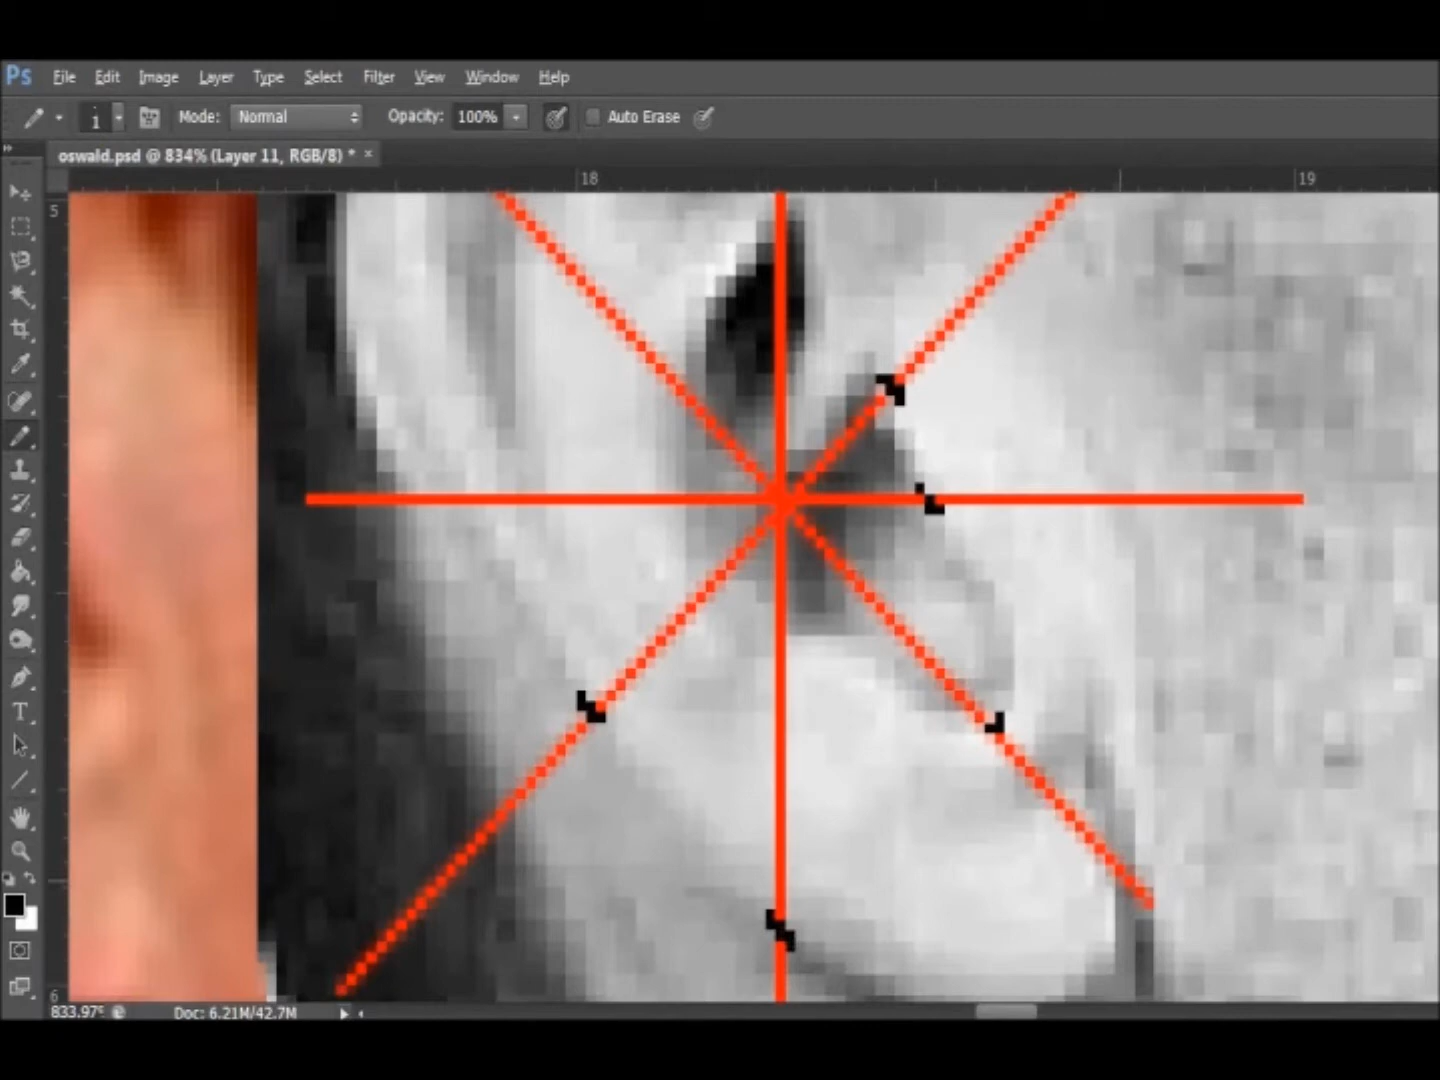 Ps File Edit Image Layer Type Select Filter View Window Help
1 Mode: Normal Opacity: 100% Auto Erase
oswald.psd @ 834% (Layer 11, RGB/8) * ×
18 19
5
T
6
833.97% Doc: 6.21M/42.7M